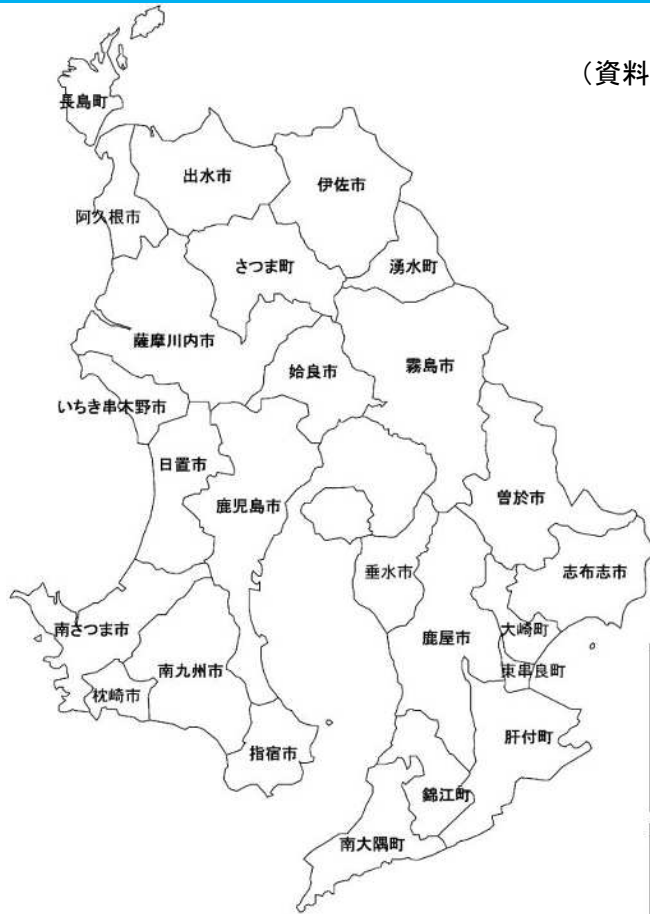 （資料
長島町
出水市
伊佐市
阿久根市
さつま町
湧水町
薩摩川内市
姶良市
霧島市
いちき串木野市
日置市
鹿児島市
曽於市
垂水市
志布志市
南さつま市
大崎町
鹿屋市
南九州市
東串良町
枕崎市
肝付町
指宿市
錦江町
南大隅町